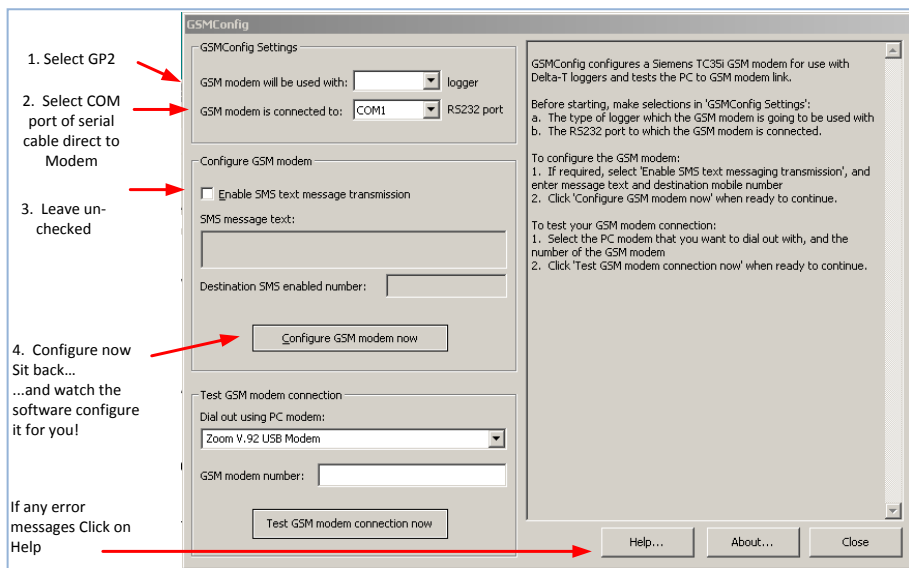 1. Select GP2
2. Select COM
port of serial
cable direct to
Modem
3. Leave un-
checked
4. Configure now
Sit back...
...and watch the
software configure
it for you!
If any error
messages Click on
Help
GSMConfig
GSMConfig Settings
GSM modem will be used with:
logger
GSM modem is connected to:
COM1
RS232 port
Configure GSM modem
Enable SMS text message transmission
SMS message text:
Destination SMS enabled number:
Configure GSM modem now
Test GSM modem connection
Dial out using PC modem:
Zoom V.92 USB Modem
GSM modem number:
Test GSM modem connection now
GSMConfig configures a Siemens TC35i GSM modem for use with
Delta-T loggers and tests the PC to GSM modem link.
Before starting, make selections in 'GSMConfig Settings':
a. The type of logger which the GSM modem is going to be used with
b. The RS232 port to which the GSM modem is connected.
To configure the GSM modem:
1. If required, select 'Enable SMS text messaging transmission', and
enter message text and destination mobile number
2. Click 'Configure GSM modem now' when ready to continue.
To test your GSM modem connection:
1. Select the PC modem that you want to dial out with, and the
number of the GSM modem
2. Click 'Test GSM modem connection now' when ready to continue.
Help...
About...
Close